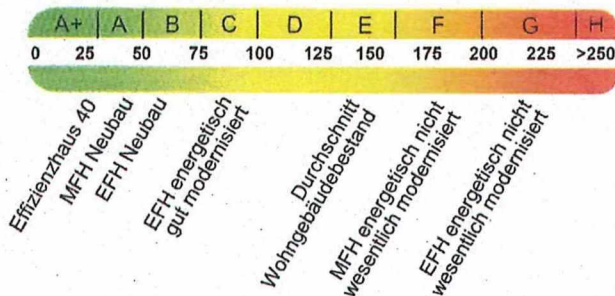 A+ A B C D E F G H
0 25 50 75 100 125 150 175 200 225 >250
Effizienzhaus 40
MFH Neubau
EFH Neubau
EFH energetisch
gut modernisiert
Durchschnitt
Wohngebäudebestand
MFH energetisch nicht
wesentlich modernisiert
EFH energetisch nicht
wesentlich modernisiert